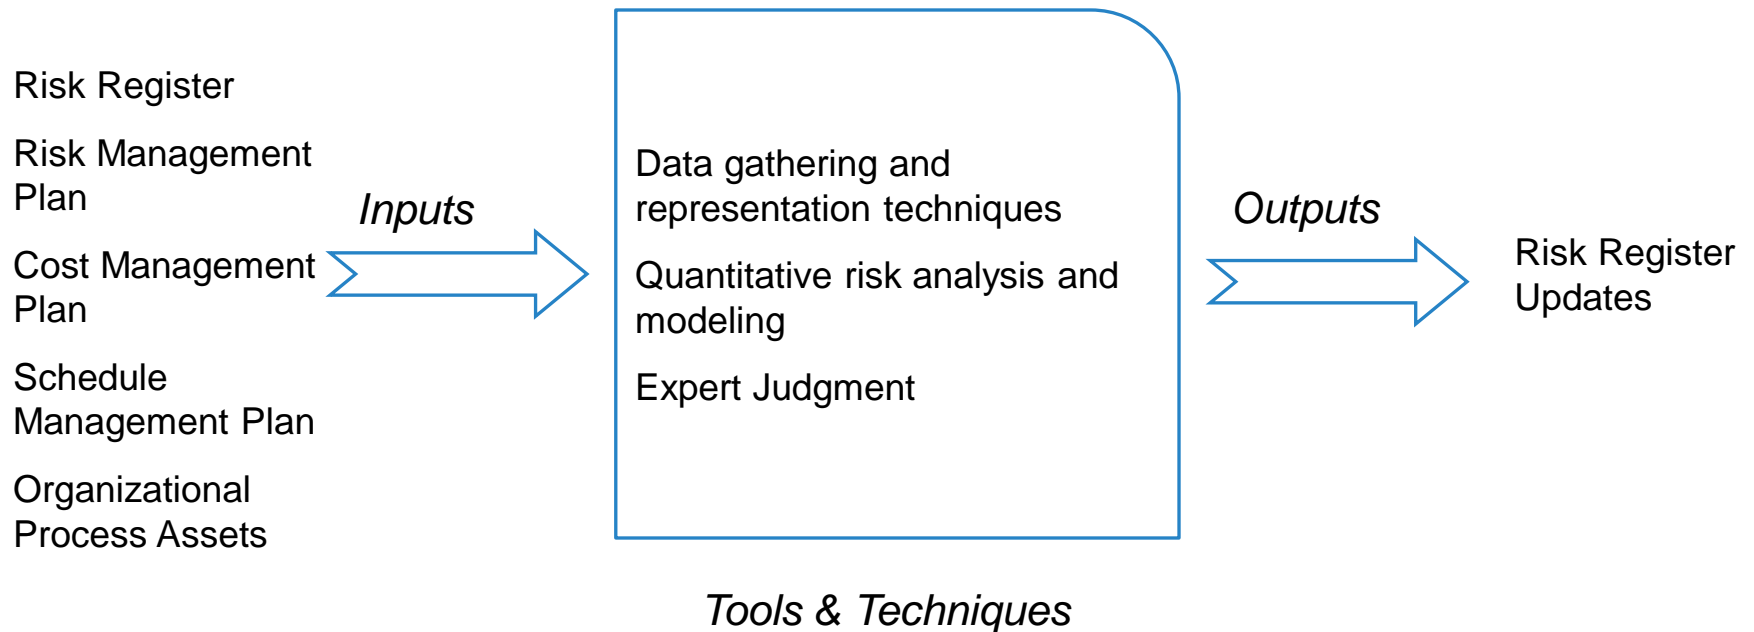 Risk Register
Risk Management
Plan
Cost Management
Plan
Schedule
Management Plan
Organizational
Process Assets
Inputs
Data gathering and
representation techniques
Quantitative risk analysis and
modeling
Expert Judgment
Tools & Techniques
Outputs
Risk Register
Updates